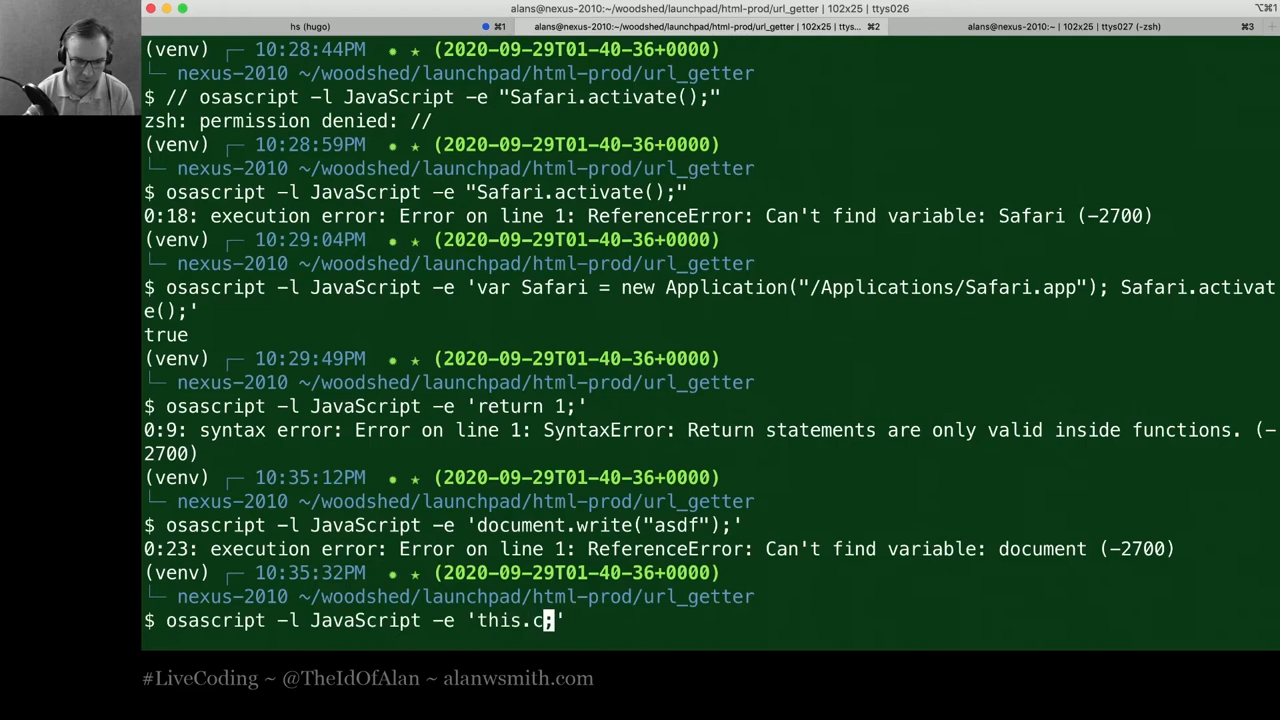 alans@nexus-2010:~/woodshed/launchpad/html-prod/url_getter | 102x25 | ttys026
⌥⌘1
hs (hugo)
⌘1
alans@nexus-2010:~/woodshed/launchpad/html-prod/url_getter | 102x25 | ttys...
⌘2
alans@nexus-2010:~ | 102x25 | ttys027 (-zsh)
⌘3
(venv) ┌─ 10:28:44PM ● ★ (2020-09-29T01-40-36+0000)
└─ nexus-2010 ~/woodshed/launchpad/html-prod/url_getter
$ // osascript -l JavaScript -e "Safari.activate();"
zsh: permission denied: //
(venv) ┌─ 10:28:59PM ● ★ (2020-09-29T01-40-36+0000)
└─ nexus-2010 ~/woodshed/launchpad/html-prod/url_getter
$ osascript -l JavaScript -e "Safari.activate();"
0:18: execution error: Error on line 1: ReferenceError: Can't find variable: Safari (-2700)
(venv) ┌─ 10:29:04PM ● ★ (2020-09-29T01-40-36+0000)
└─ nexus-2010 ~/woodshed/launchpad/html-prod/url_getter
$ osascript -l JavaScript -e 'var Safari = new Application("/Applications/Safari.app"); Safari.activat
e();'
true
(venv) ┌─ 10:29:49PM ● ★ (2020-09-29T01-40-36+0000)
└─ nexus-2010 ~/woodshed/launchpad/html-prod/url_getter
$ osascript -l JavaScript -e 'return 1;'
0:9: syntax error: Error on line 1: SyntaxError: Return statements are only valid inside functions. (-
2700)
(venv) ┌─ 10:35:12PM ● ★ (2020-09-29T01-40-36+0000)
└─ nexus-2010 ~/woodshed/launchpad/html-prod/url_getter
$ osascript -l JavaScript -e 'document.write("asdf");'
0:23: execution error: Error on line 1: ReferenceError: Can't find variable: document (-2700)
(venv) ┌─ 10:35:32PM ● ★ (2020-09-29T01-40-36+0000)
└─ nexus-2010 ~/woodshed/launchpad/html-prod/url_getter
$ osascript -l JavaScript -e 'this.c;'
#LiveCoding ~ @TheIdOfAlan ~ alanwsmith.com